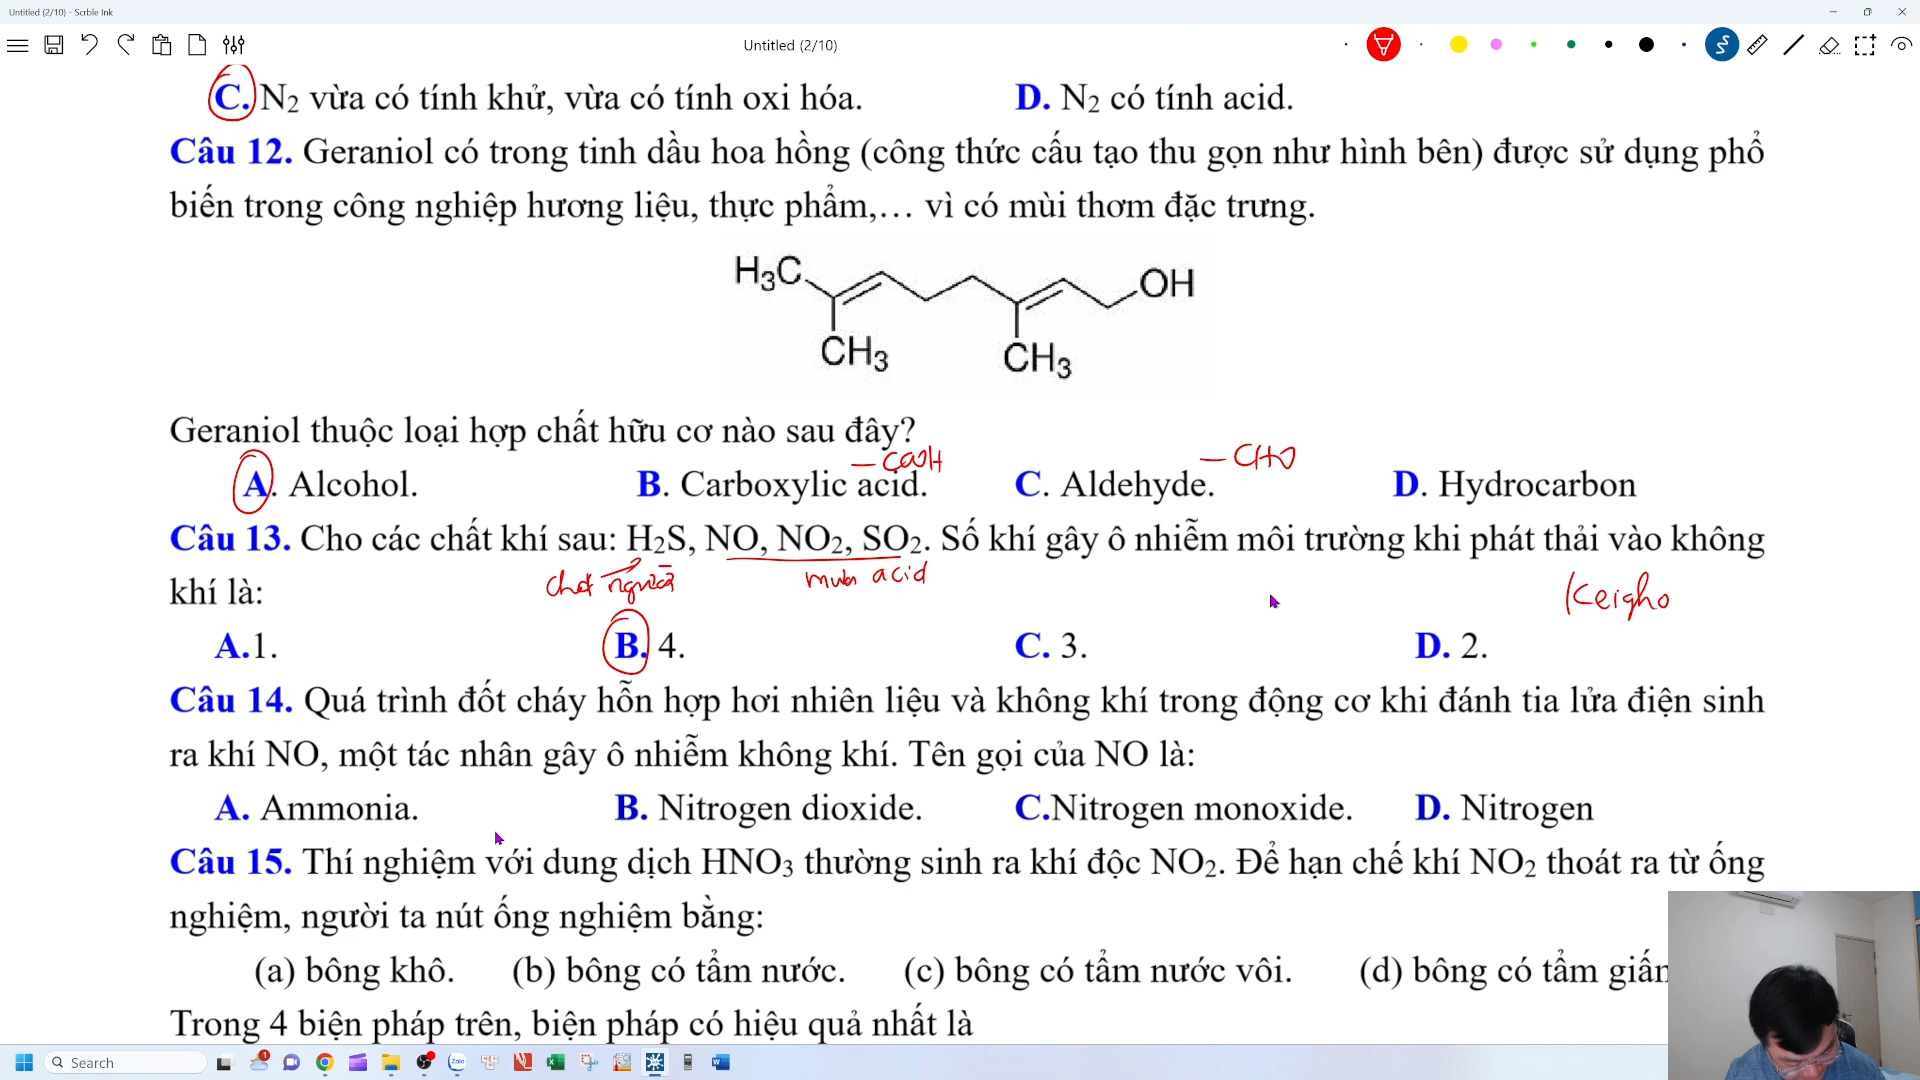 Untitled (2/10) - Scrble Ink
Untitled (2/10)
C. N₂ vừa có tính khử, vừa có tính oxi hóa. D. N₂ có tính acid.
Câu 12. Geraniol có trong tinh dầu hoa hồng (công thức cấu tạo thu gọn như hình bên) được sử dụng phổ
biến trong công nghiệp hương liệu, thực phẩm,... vì có mùi thơm đặc trưng.
H₃C OH
CH₃ CH₃
Geraniol thuộc loại hợp chất hữu cơ nào sau đây?
– COOH – CHO
A. Alcohol. B. Carboxylic acid. C. Aldehyde. D. Hydrocarbon
Câu 13. Cho các chất khí sau: H₂S, NO, NO₂, SO₂. Số khí gây ô nhiễm môi trường khi phát thải vào không
khí là: mưa acid
A.1. B. 4. C. 3. D. 2.
Câu 14. Quá trình đốt cháy hỗn hợp hơi nhiên liệu và không khí trong động cơ khi đánh tia lửa điện sinh
ra khí NO, một tác nhân gây ô nhiễm không khí. Tên gọi của NO là:
A. Ammonia. B. Nitrogen dioxide. C.Nitrogen monoxide. D. Nitrogen
Câu 15. Thí nghiệm với dung dịch HNO₃ thường sinh ra khí độc NO₂. Để hạn chế khí NO₂ thoát ra từ ống
nghiệm, người ta nút ống nghiệm bằng:
(a) bông khô. (b) bông có tẩm nước. (c) bông có tẩm nước vôi. (d) bông có tẩm giấm
Trong 4 biện pháp trên, biện pháp có hiệu quả nhất là
Search